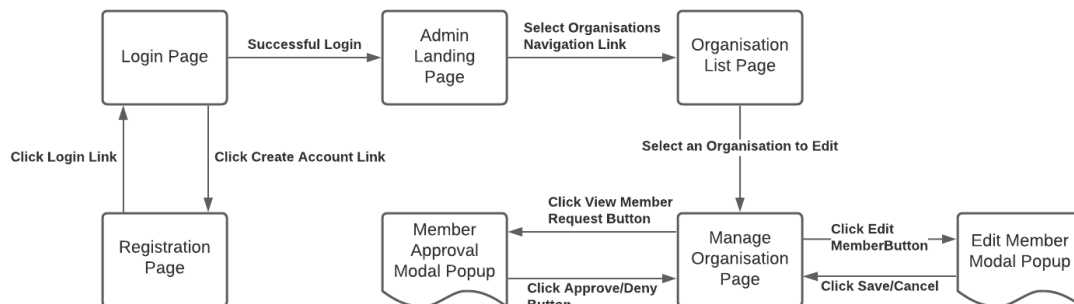 Login Page
Successful Login
Admin
Landing
Page
Select Organisations
Navigation Link
Organisation
List Page
Click Login Link
Click Create Account Link
Select an Organisation to Edit
Registration
Page
Member
Approval
Modal Popup
Click View Member
Request Button
Click Approve/Deny
Button
Manage
Organisation
Page
Click Edit
MemberButton
Click Save/Cancel
Edit Member
Modal Popup